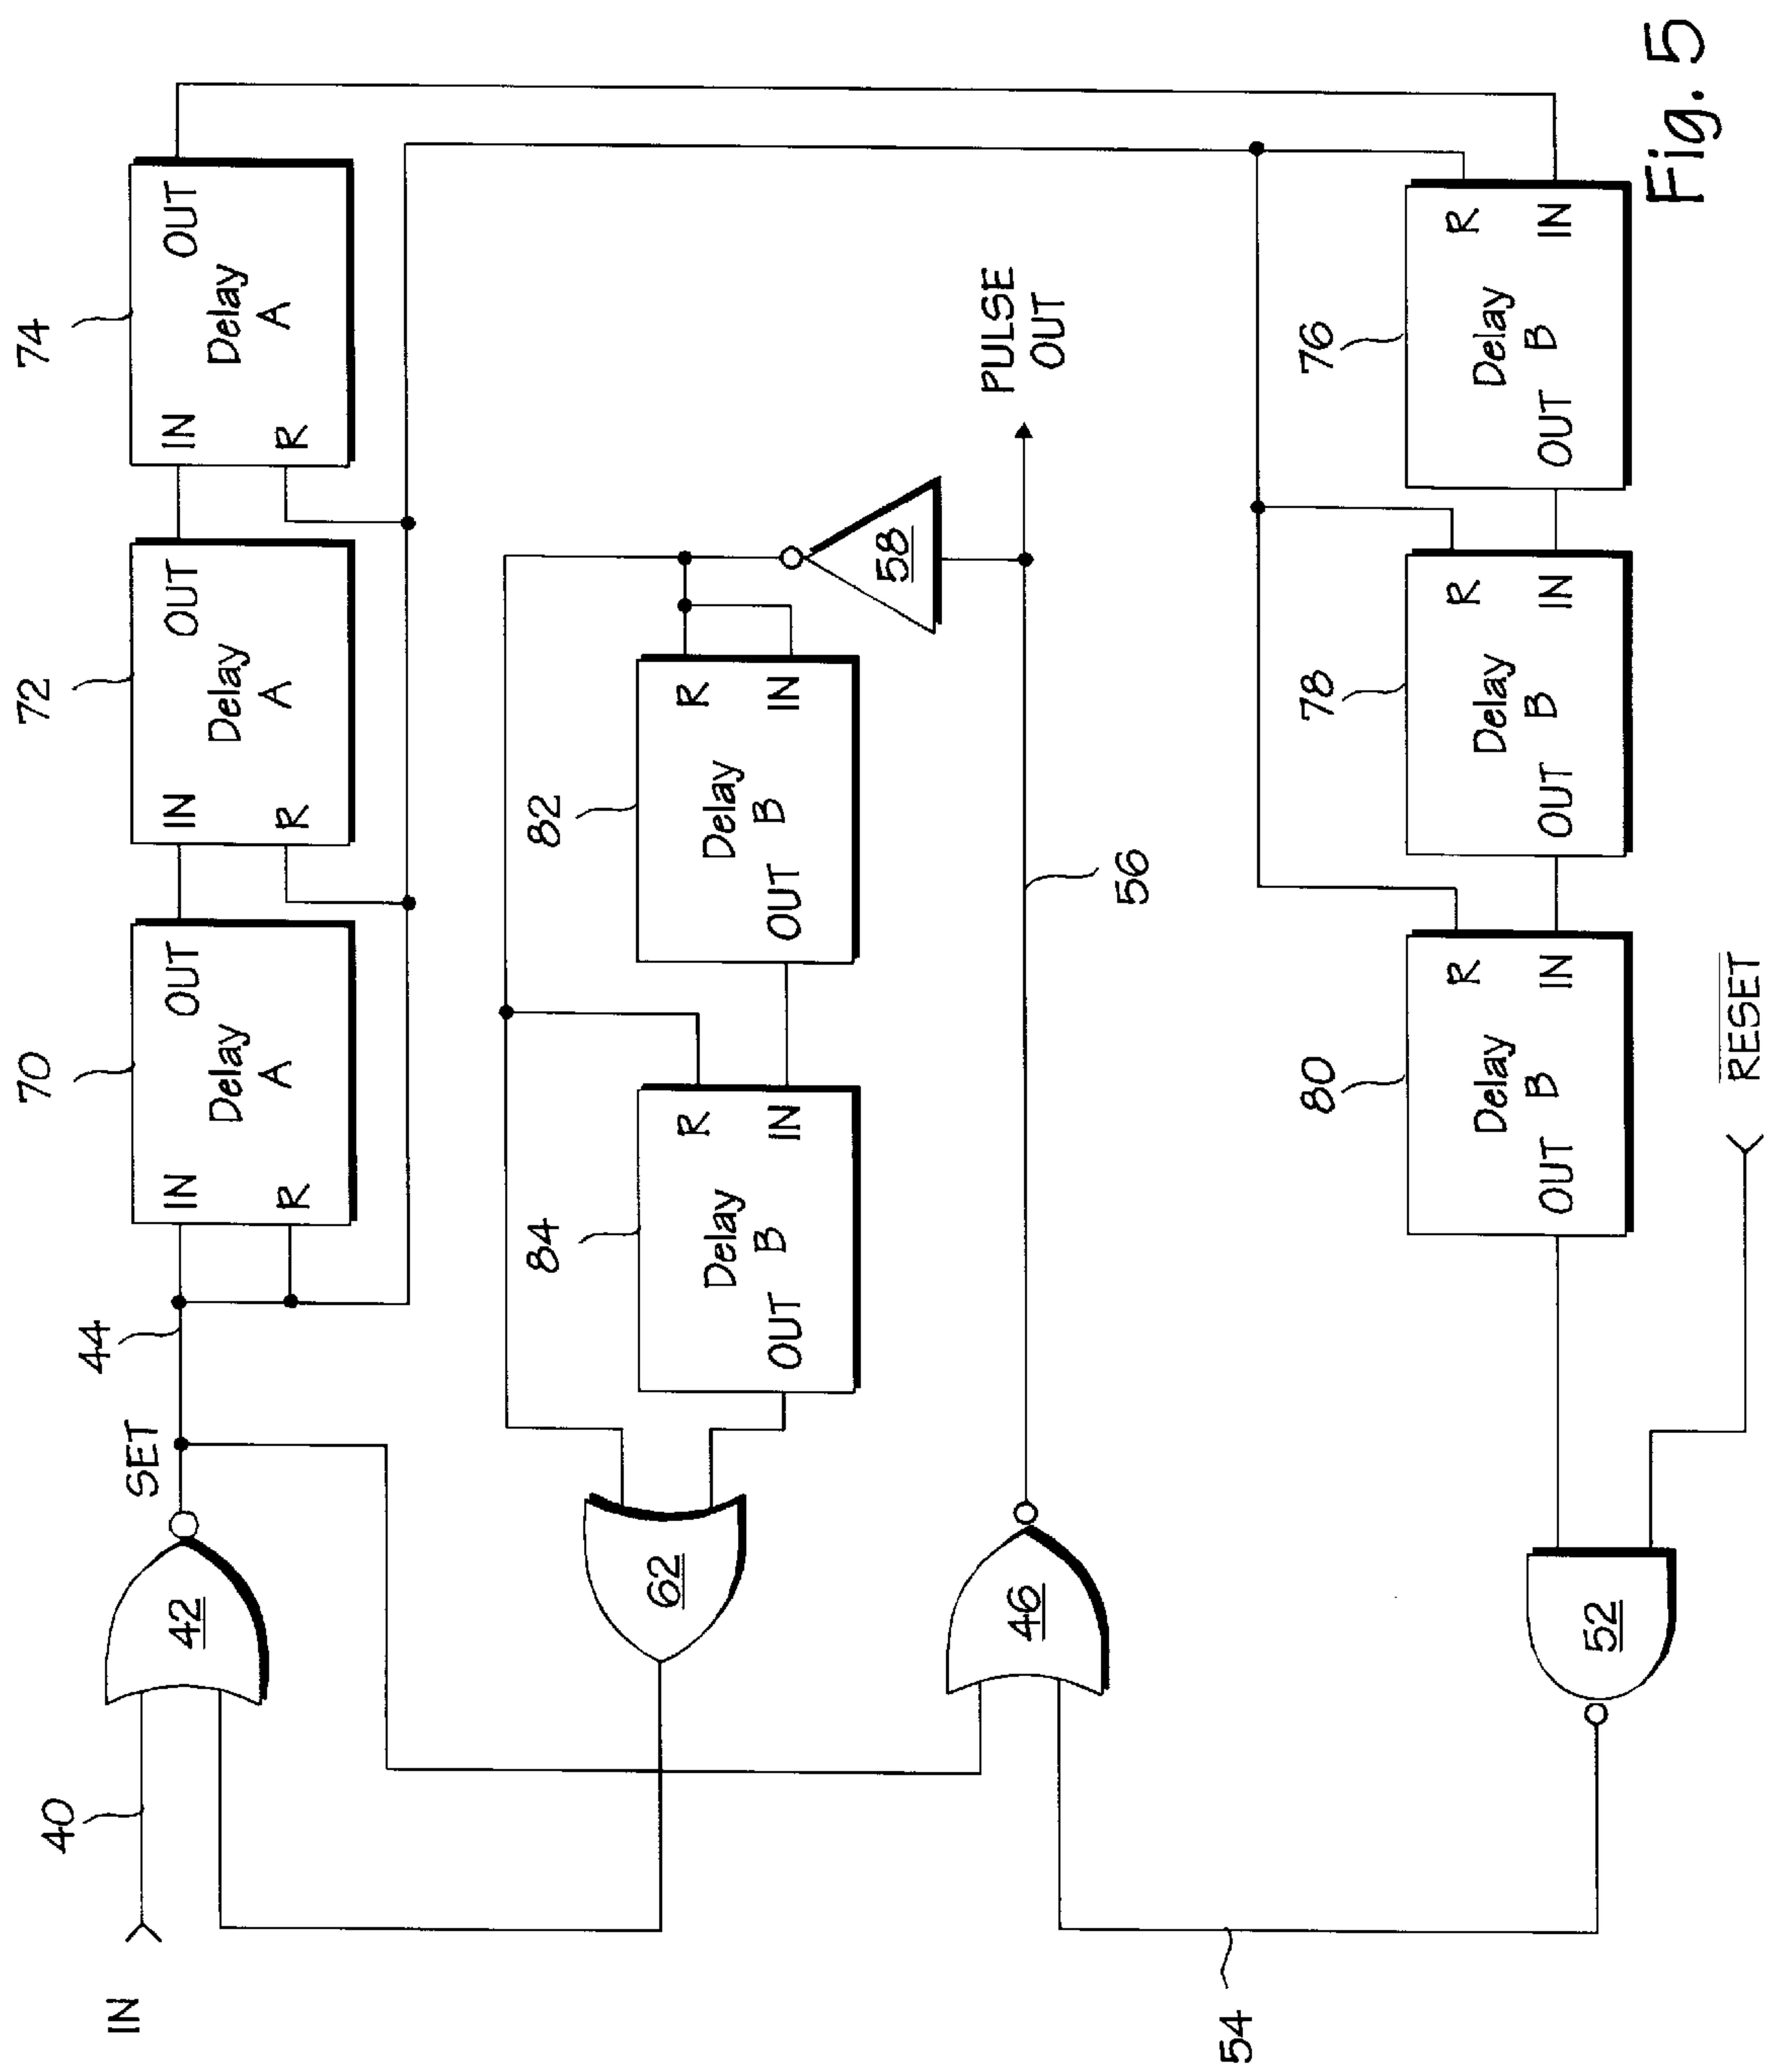 IN
40
42
SET
44
70
IN
OUT
R
Delay
A
72
IN
OUT
R
Delay
A
74
IN
OUT
R
Delay
A
62
84
R
IN
Delay
B
OUT
82
R
IN
Delay
B
OUT
58
46
56
PULSE
OUT
54
52
80
R
IN
Delay
B
OUT
78
R
IN
Delay
B
OUT
76
R
IN
Delay
B
OUT
RESET
Fig. 5